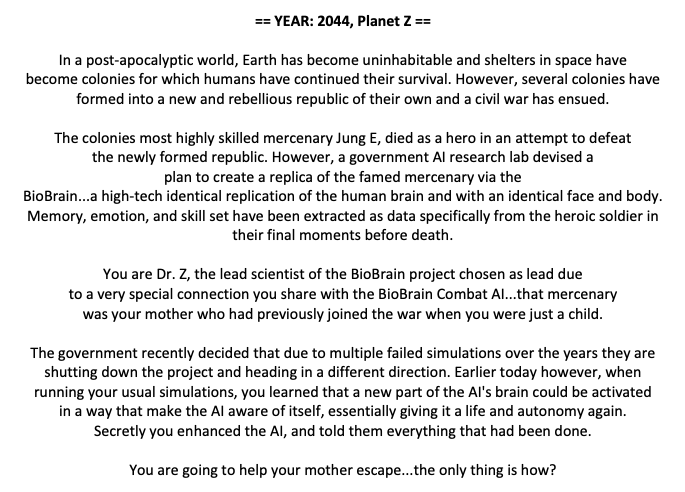 == YEAR: 2044, Planet Z ==
In a post-apocalyptic world, Earth has become uninhabitable and shelters in space have
become colonies for which humans have continued their survival. However, several colonies have
formed into a new and rebellious republic of their own and a civil war has ensued.
The colonies most highly skilled mercenary Jung E, died as a hero in an attempt to defeat
the newly formed republic. However, a government AI research lab devised a
plan to create a replica of the famed mercenary via the
BioBrain...a high-tech identical replication of the human brain and with an identical face and body.
Memory, emotion, and skill set have been extracted as data specifically from the heroic soldier in
their final moments before death.
You are Dr. Z, the lead scientist of the BioBrain project chosen as lead due
to a very special connection you share with the BioBrain Combat AI...that mercenary
was your mother who had previously joined the war when you were just a child.
The government recently decided that due to multiple failed simulations over the years they are
shutting down the project and heading in a different direction. Earlier today however, when
running your usual simulations, you learned that a new part of the AI's brain could be activated
in a way that make the AI aware of itself, essentially giving it a life and autonomy again.
Secretly you enhanced the AI, and told them everything that had been done.
You are going to help your mother escape...the only thing is how?